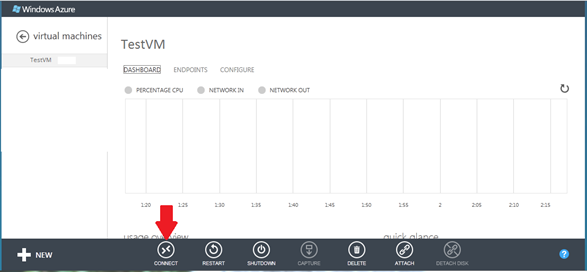 Windows Azure
virtual machines
TestVM
TestVM
DASHBOARD ENDPOINTS CONFIGURE
PERCENTAGE CPU NETWORK IN NETWORK OUT
1:20 1:25 1:30 1:35 1:40 1:45 1:50 1:55 2 2:05 2:10 2:15
usage overview quick glance
NEW
CONNECT RESTART SHUTDOWN CAPTURE DELETE ATTACH DETACH DISK
?